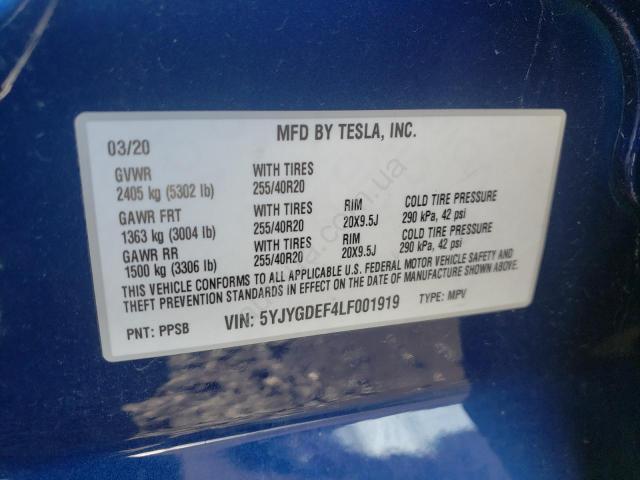 MFD BY TESLA, INC.
03/20
GVWR WITH TIRES
2405 kg (5302 lb) 255/40R20
GAWR FRT WITH TIRES RIM COLD TIRE PRESSURE
1363 kg (3004 lb) 255/40R20 20X9.5J 290 kPa, 42 psi
GAWR RR WITH TIRES RIM COLD TIRE PRESSURE
1500 kg (3306 lb) 255/40R20 20X9.5J 290 kPa, 42 psi
THIS VEHICLE CONFORMS TO ALL APPLICABLE U.S. FEDERAL MOTOR VEHICLE SAFETY AND
THEFT PREVENTION STANDARDS IN EFFECT ON THE DATE OF MANUFACTURE SHOWN ABOVE.
PNT: PPSB VIN: 5YJYGDEF4LF001919 TYPE: MPV